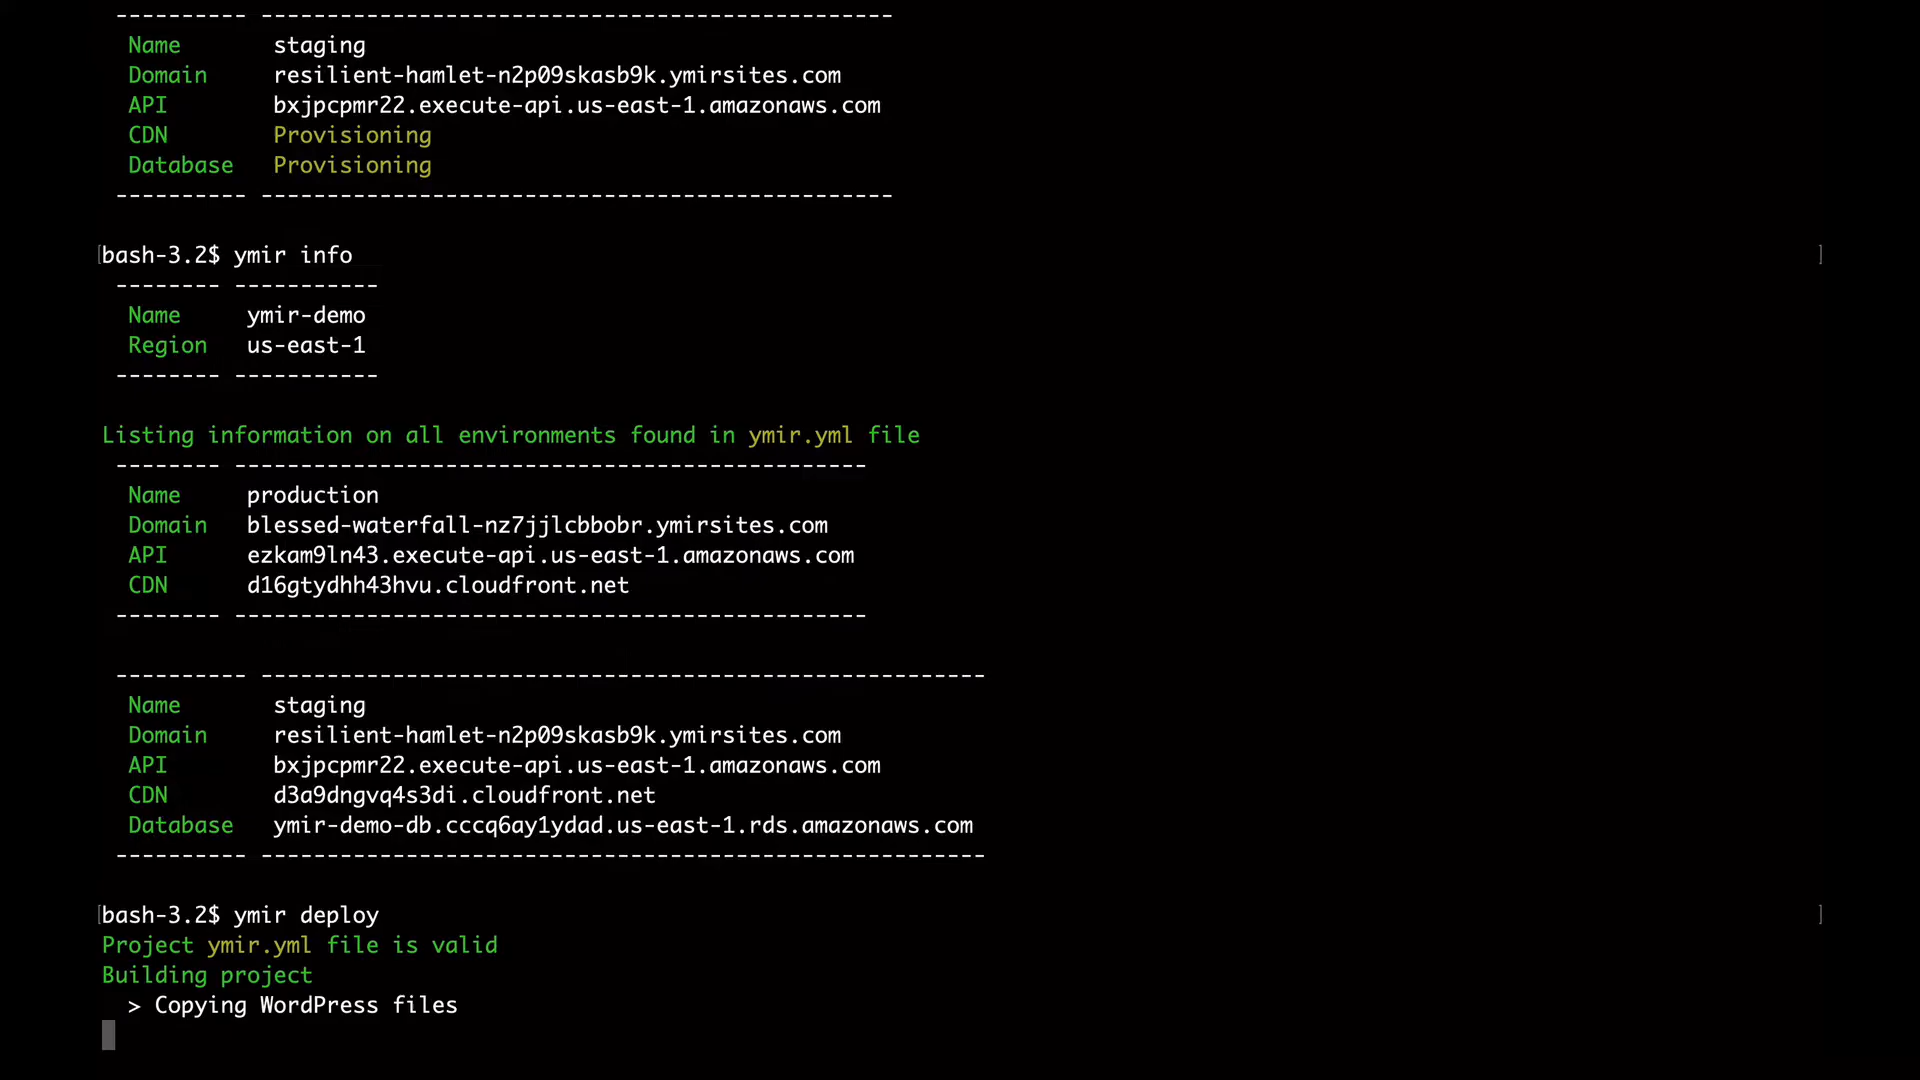 ---------- ------------------------------------------------
Name staging
Domain resilient-hamlet-n2p09skasb9k.ymirsites.com
API bxjpcpmr22.execute-api.us-east-1.amazonaws.com
CDN Provisioning
Database Provisioning
---------- ------------------------------------------------
[bash-3.2$ ymir info ]
-------- -----------
Name ymir-demo
Region us-east-1
-------- -----------
Listing information on all environments found in ymir.yml file
-------- ------------------------------------------------
Name production
Domain blessed-waterfall-nz7jjlcbbobr.ymirsites.com
API ezkam9ln43.execute-api.us-east-1.amazonaws.com
CDN d16gtydhh43hvu.cloudfront.net
-------- ------------------------------------------------
---------- -------------------------------------------------------
Name staging
Domain resilient-hamlet-n2p09skasb9k.ymirsites.com
API bxjpcpmr22.execute-api.us-east-1.amazonaws.com
CDN d3a9dngvq4s3di.cloudfront.net
Database ymir-demo-db.cccq6ay1ydad.us-east-1.rds.amazonaws.com
---------- -------------------------------------------------------
[bash-3.2$ ymir deploy ]
Project ymir.yml file is valid
Building project
> Copying WordPress files